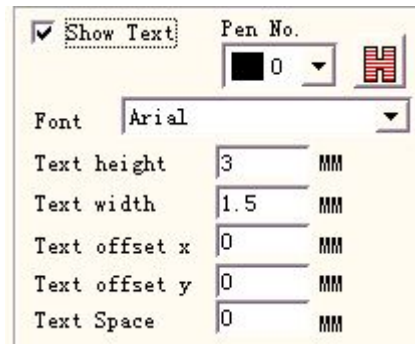 Show Text Pen No.
0
Font Arial
Text height 3 MM
Text width 1.5 MM
Text offset x 0 MM
Text offset y 0 MM
Text Space 0 MM